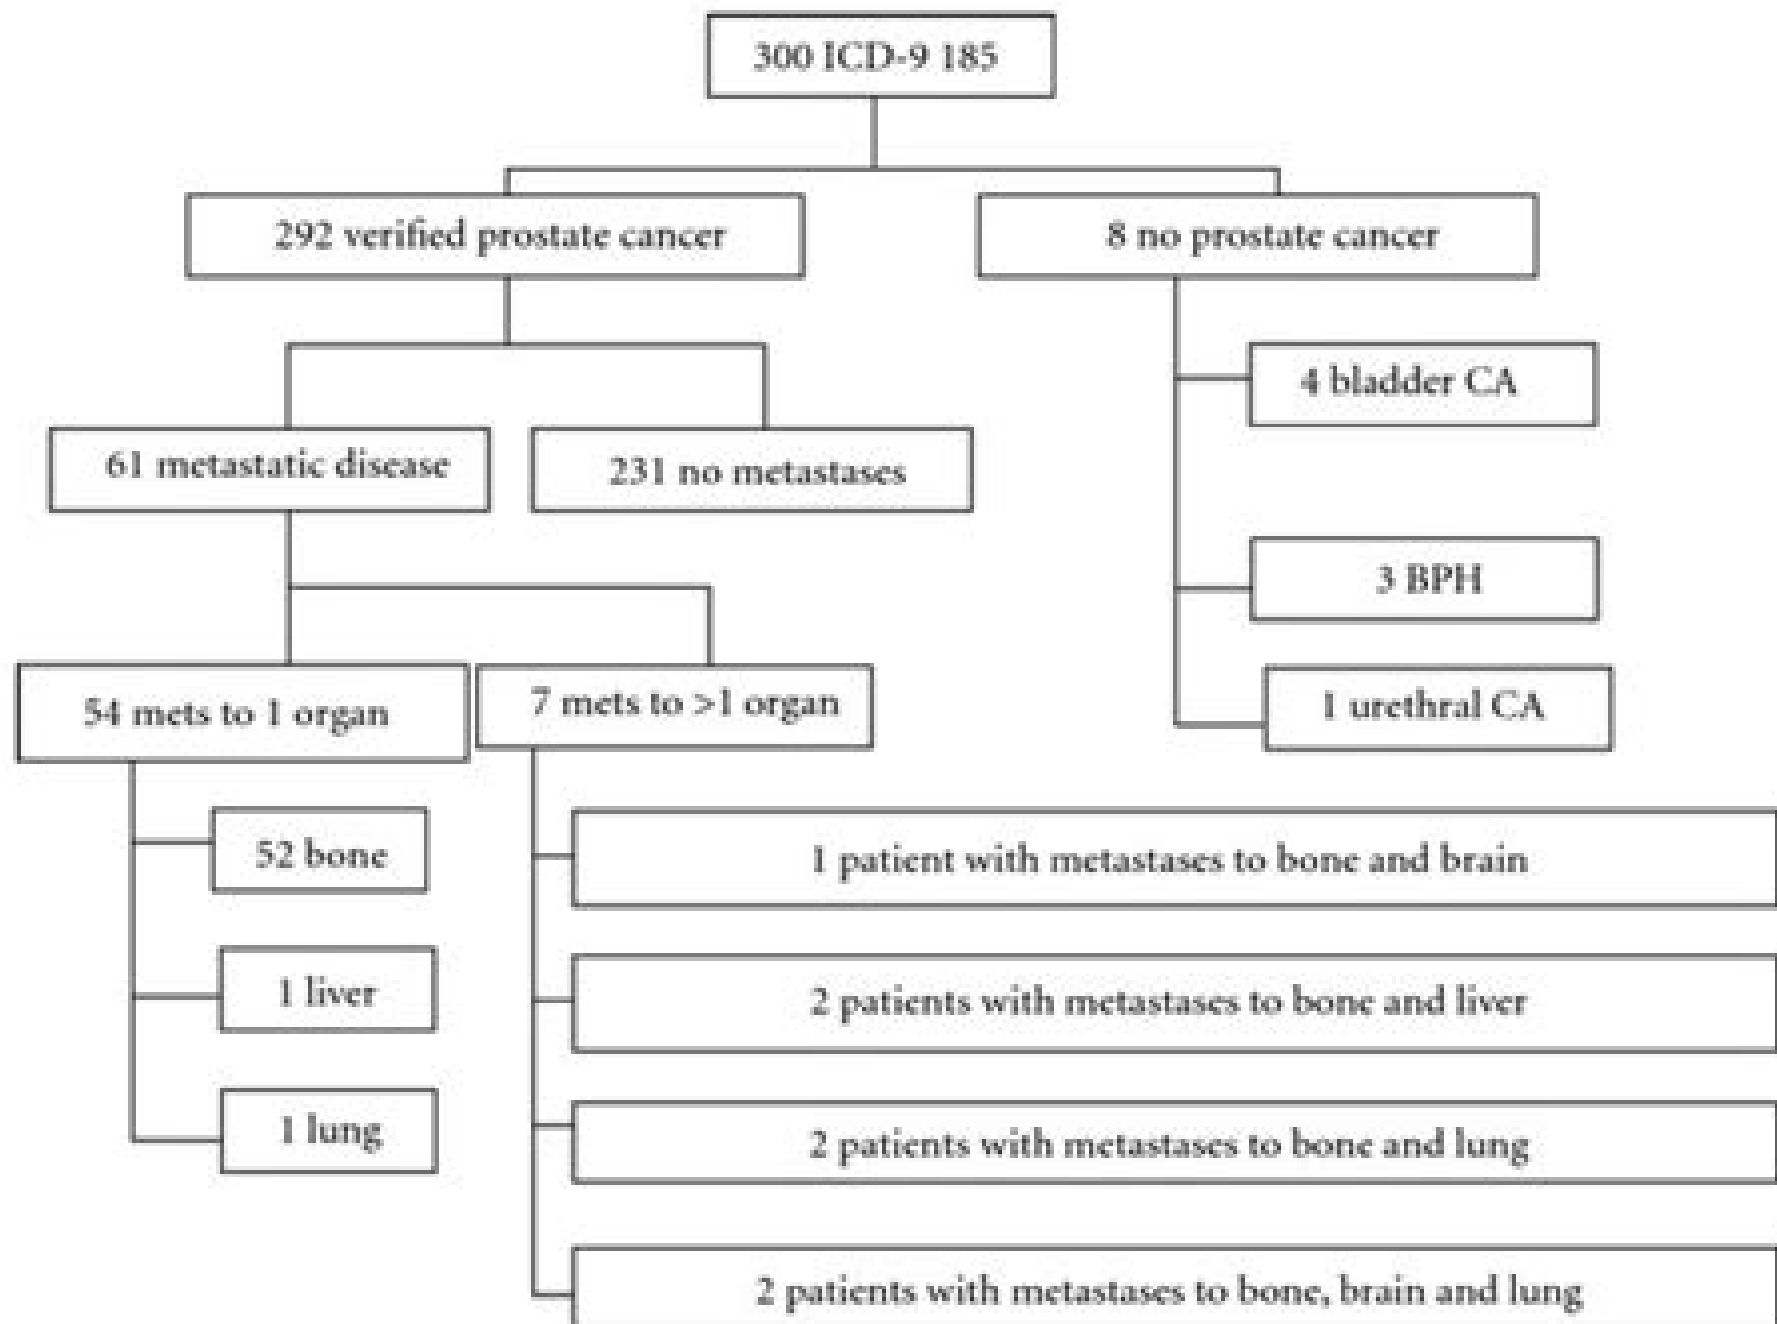 300 ICD-9 185
292 verified prostate cancer
8 no prostate cancer
4 bladder CA
61 metastatic disease
231 no metastases
3 BPH
54 mets to 1 organ
7 mets to >1 organ
1 urethral CA
52 bone
1 patient with metastases to bone and brain
1 liver
2 patients with metastases to bone and liver
1 lung
2 patients with metastases to bone and lung
2 patients with metastases to bone, brain and lung